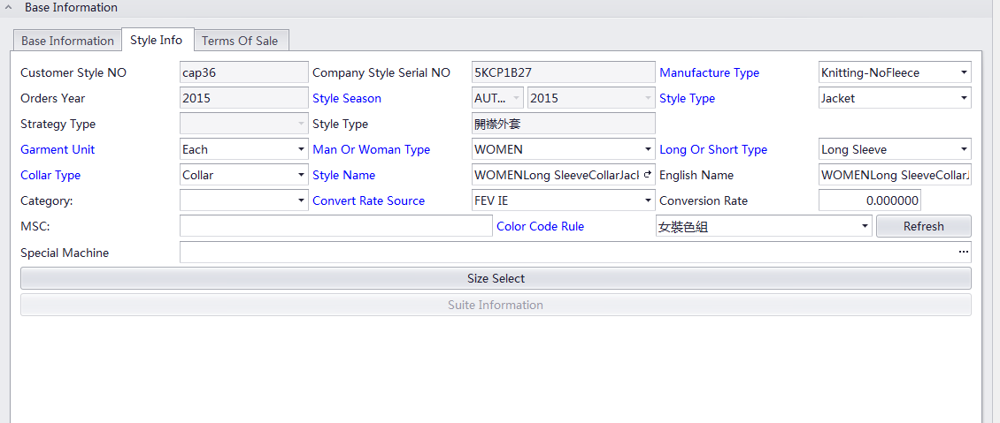 Base Information
Base Information Style Info Terms Of Sale
Customer Style NO cap36 Company Style Serial NO 5KCP1B27 Manufacture Type Knitting-NoFleece
Orders Year 2015 Style Season AUT... 2015 Style Type Jacket
Strategy Type Style Type 開襟外套
Garment Unit Each Man Or Woman Type WOMEN Long Or Short Type Long Sleeve
Collar Type Collar Style Name WOMENLong SleeveCollarJack English Name WOMENLong SleeveCollarJ
Category: Convert Rate Source FEV IE Conversion Rate 0.000000
MSC: Color Code Rule 女裝色組 Refresh
Special Machine ...
Size Select
Suite Information